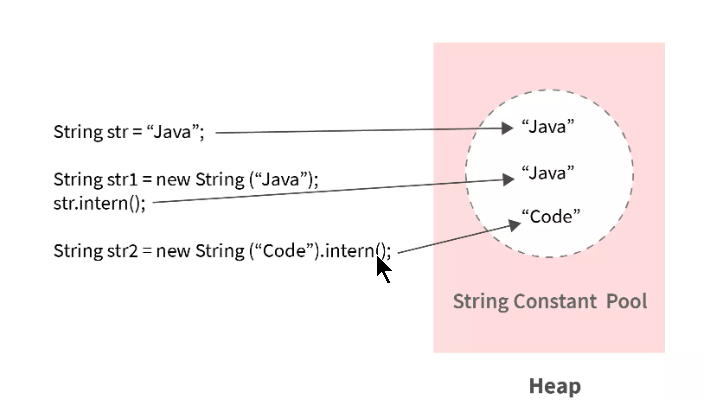 String str = “Java”;
“Java”
String str1 = new String (“Java”);
str.intern();
“Java”
“Code”
String str2 = new String (“Code”).intern();
String Constant Pool
Heap